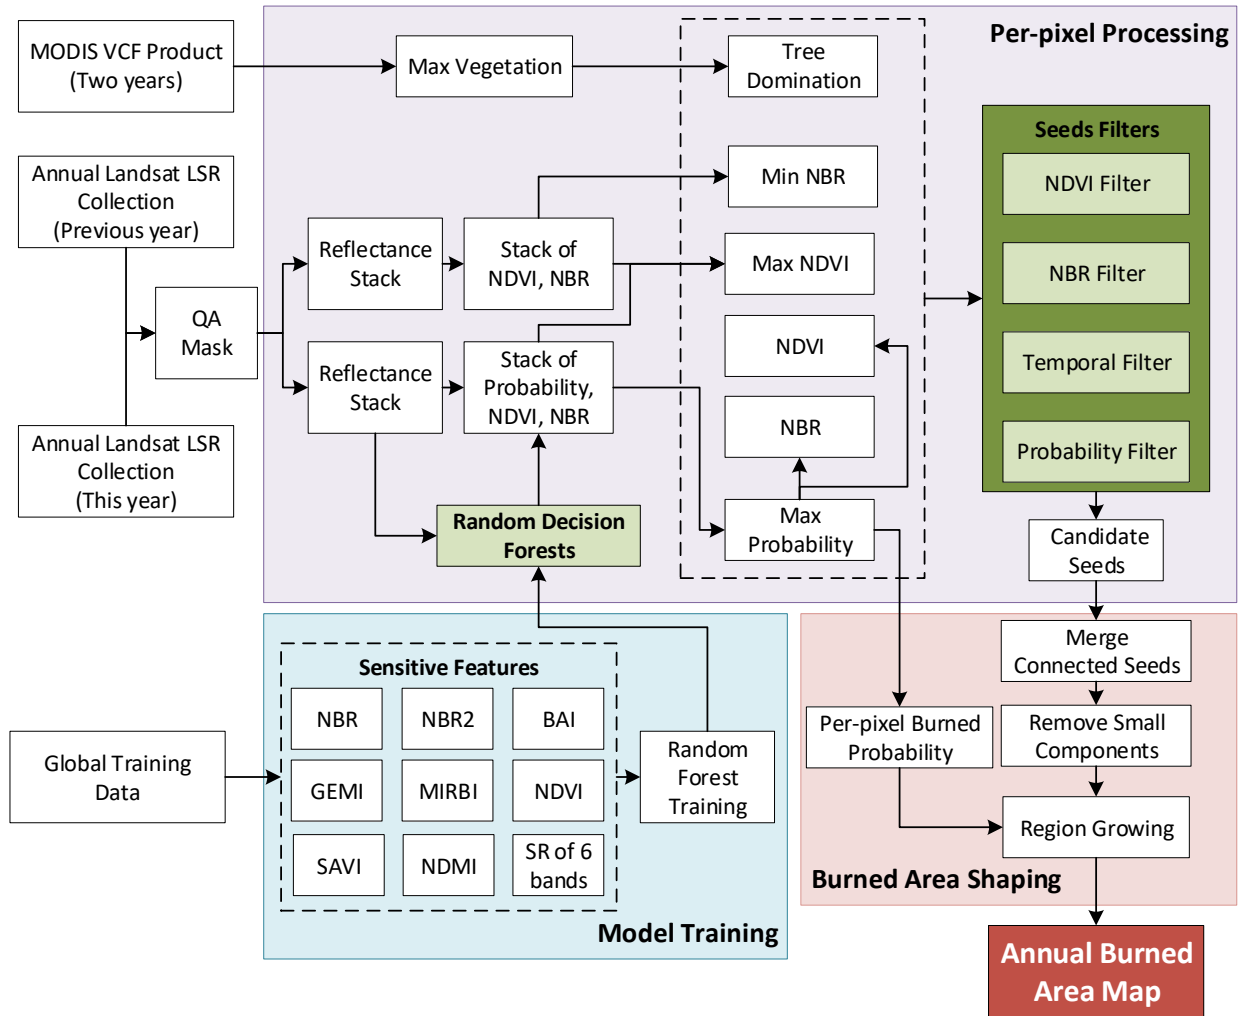 Per-pixel Processing
MODIS VCF Product
(Two years)
Max Vegetation
Tree
Domination
Annual Landsat LSR
Collection
(Previous year)
QA
Mask
Annual Landsat LSR
Collection
(This year)
Reflectance
Stack
Stack of
NDVI, NBR
Reflectance
Stack
Stack of
Probability,
NDVI, NBR
Random Decision
Forests
Min NBR
Max NDVI
NDVI
NBR
Max
Probability
Seeds Filters
NDVI Filter
NBR Filter
Temporal Filter
Probability Filter
Candidate
Seeds
Global Training
Data
Sensitive Features
NBR
NBR2
BAI
GEMI
MIRBI
NDVI
SAVI
NDMI
SR of 6
bands
Random
Forest
Training
Model Training
Merge
Connected Seeds
Per-pixel Burned
Probability
Remove Small
Components
Region Growing
Burned Area Shaping
Annual Burned
Area Map